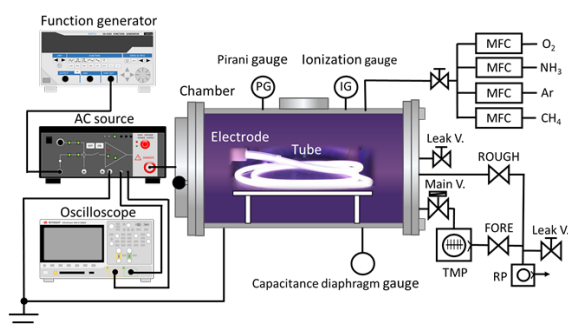 Function generator
Pirani gauge
Ionization gauge
PG
IG
MFC
O2
MFC
NH3
MFC
Ar
MFC
CH4
Chamber
AC source
Electrode
Tube
Leak V.
ROUGH
Main V.
Oscilloscope
FORE
Leak V.
TMP
RP
Capacitance diaphragm gauge